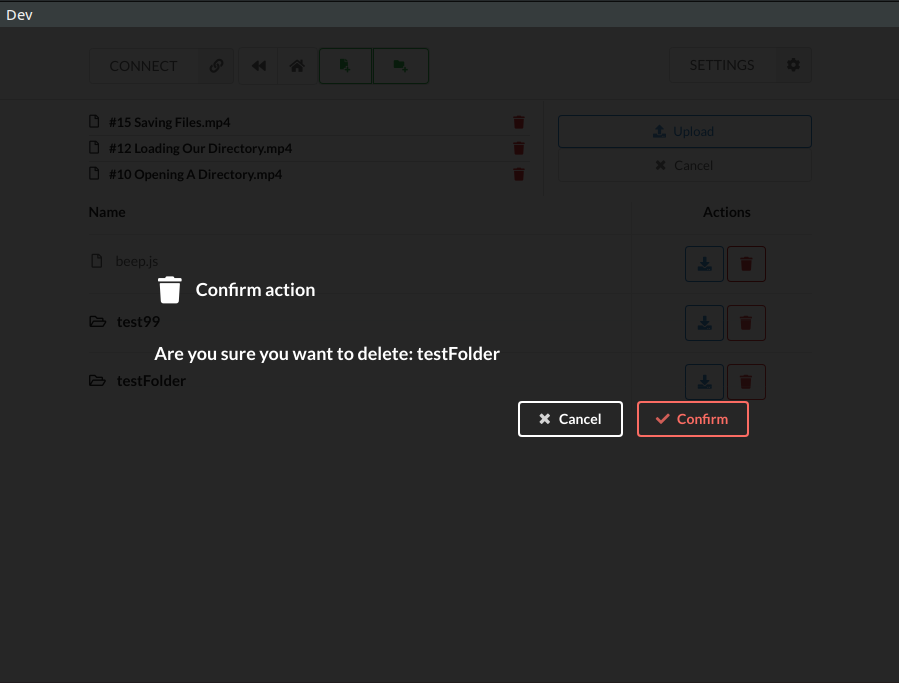 Dev
CONNECT
SETTINGS
#15 Saving Files.mp4
#12 Loading Our Directory.mp4
#10 Opening A Directory.mp4
Upload
Cancel
Name
Actions
beep.js
Confirm action
test99
Are you sure you want to delete: testFolder
testFolder
Cancel
Confirm